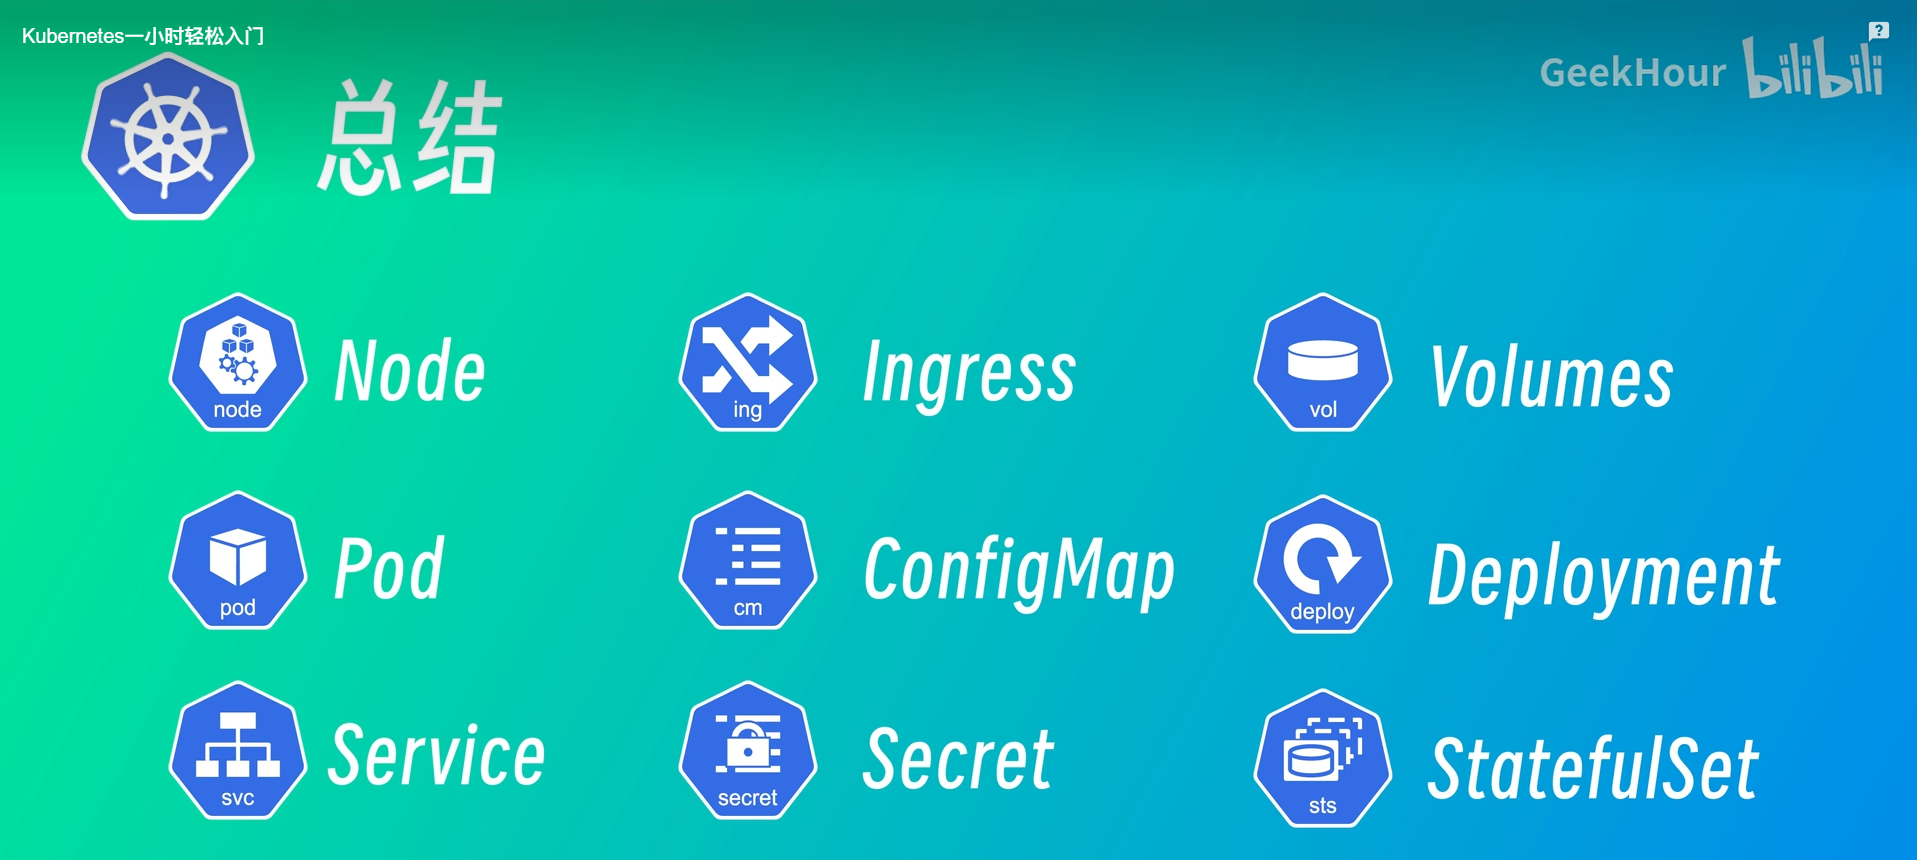 Kubernetes一小时轻松入门
GeekHour bilibili
总结
node Node
ing Ingress
vol Volumes
pod Pod
cm ConfigMap
deploy Deployment
svc Service
secret Secret
sts StatefulSet